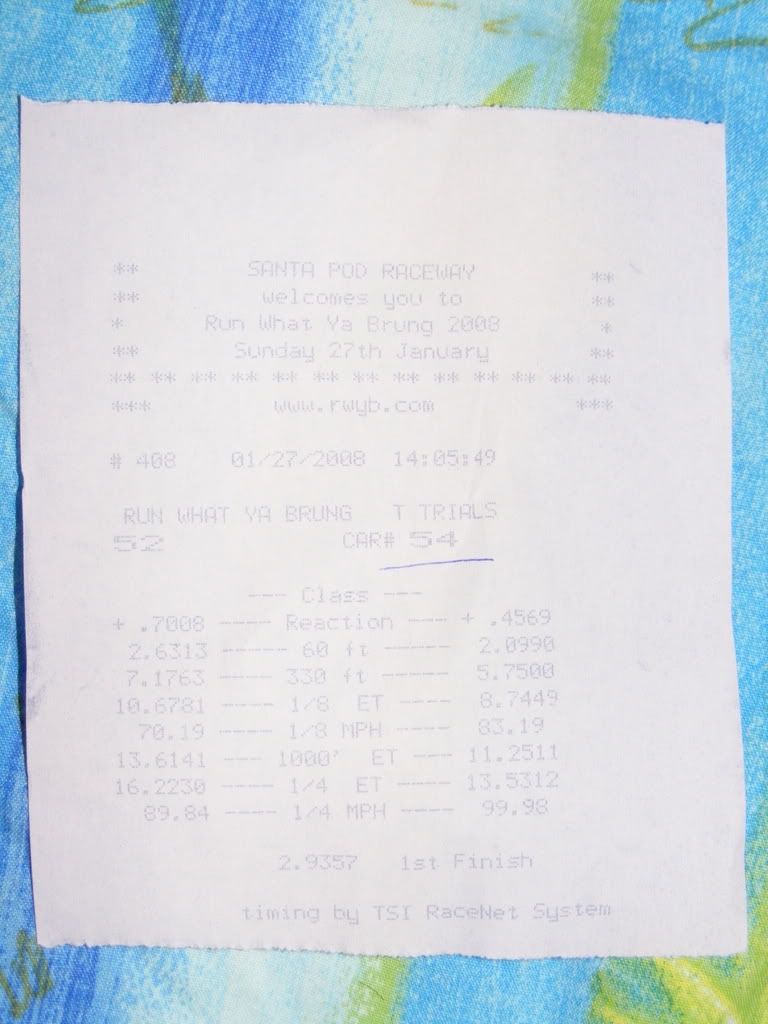 ** SANTA POD RACEWAY **
** welcomes you to **
* Run What Ya Brung 2008 *
** Sunday 27th January **
** ** ** ** ** ** ** ** ** ** ** ** **
*** www.rwyb.com ***
# 408 01/27/2008 14:05:49
RUN WHAT YA BRUNG T TRIALS
52 CAR# 54
--- Class ---
+ .7008 ---- Reaction --- + .4569
2.6313 ----- 60 ft ----- 2.0990
7.1763 ---- 330 ft ----- 5.7500
10.6781 ---- 1/8 ET ---- 8.7449
70.19 ---- 1/8 MPH ---- 83.19
13.6141 --- 1000' ET --- 11.2511
16.2230 ---- 1/4 ET ---- 13.5312
89.84 ---- 1/4 MPH ---- 99.98
2.9357 1st Finish
timing by TSI RaceNet System